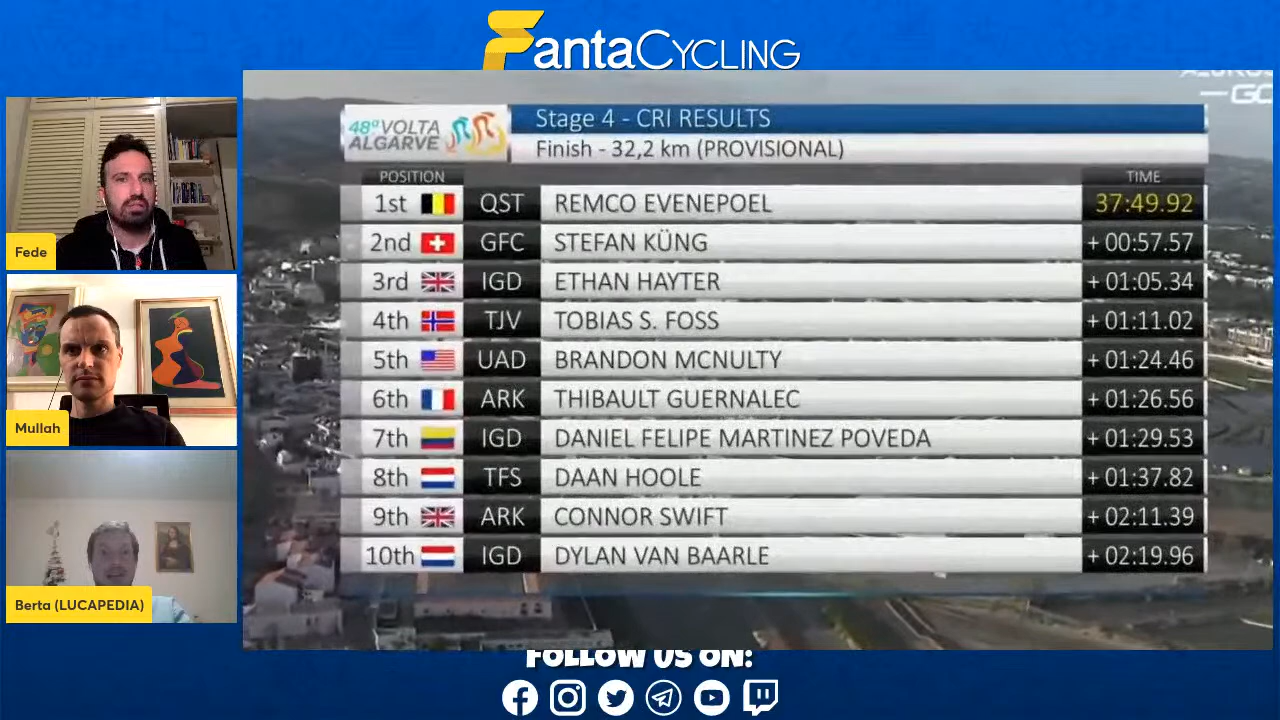 FantaCycling
48ª VOLTA
ALGARVE
Stage 4 - CRI RESULTS
Finish - 32,2 km (PROVISIONAL)
POSITION TIME
1st QST REMCO EVENEPOEL 37:49.92
2nd GFC STEFAN KÜNG + 00:57.57
3rd IGD ETHAN HAYTER + 01:05.34
4th TJV TOBIAS S. FOSS + 01:11.02
5th UAD BRANDON MCNULTY + 01:24.46
6th ARK THIBAULT GUERNALEC + 01:26.56
7th IGD DANIEL FELIPE MARTINEZ POVEDA + 01:29.53
8th TFS DAAN HOOLE + 01:37.82
9th ARK CONNOR SWIFT + 02:11.39
10th IGD DYLAN VAN BAARLE + 02:19.96
Fede
Mullah
Berta (LUCAPEDIA)
FOLLOW US ON: